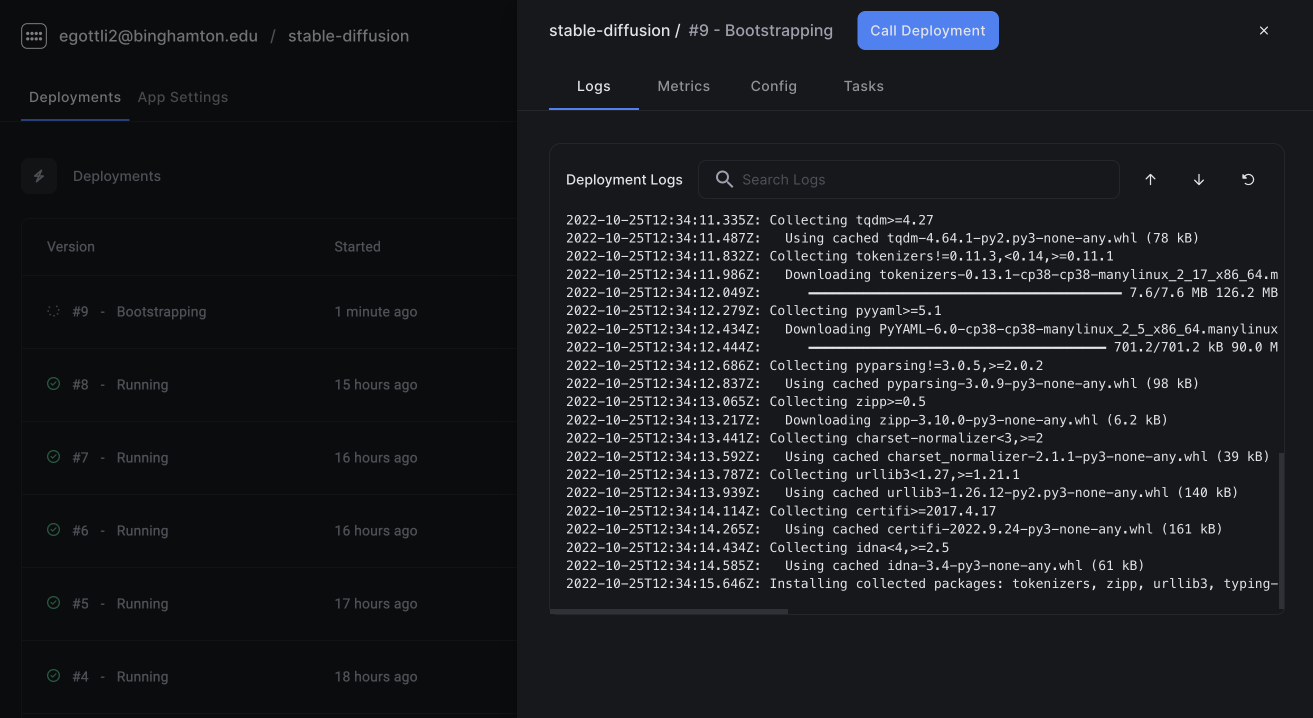 egottli2@binghamton.edu / stable-diffusion
Deployments App Settings
Deployments
Version Started
#9 - Bootstrapping 1 minute ago
#8 - Running 15 hours ago
#7 - Running 16 hours ago
#6 - Running 16 hours ago
#5 - Running 17 hours ago
#4 - Running 18 hours ago
stable-diffusion / #9 - Bootstrapping Call Deployment
Logs Metrics Config Tasks
Deployment Logs Search Logs
2022-10-25T12:34:11.335Z: Collecting tqdm>=4.27
2022-10-25T12:34:11.487Z:   Using cached tqdm-4.64.1-py2.py3-none-any.whl (78 kB)
2022-10-25T12:34:11.832Z: Collecting tokenizers!=0.11.3,<0.14,>=0.11.1
2022-10-25T12:34:11.986Z:   Downloading tokenizers-0.13.1-cp38-cp38-manylinux_2_17_x86_64.m
2022-10-25T12:34:12.049Z: 7.6/7.6 MB 126.2 MB
2022-10-25T12:34:12.279Z: Collecting pyyaml>=5.1
2022-10-25T12:34:12.434Z:   Downloading PyYAML-6.0-cp38-cp38-manylinux_2_5_x86_64.manylinux
2022-10-25T12:34:12.444Z: 701.2/701.2 kB 90.0 M
2022-10-25T12:34:12.686Z: Collecting pyparsing!=3.0.5,>=2.0.2
2022-10-25T12:34:12.837Z:   Using cached pyparsing-3.0.9-py3-none-any.whl (98 kB)
2022-10-25T12:34:13.065Z: Collecting zipp>=0.5
2022-10-25T12:34:13.217Z:   Downloading zipp-3.10.0-py3-none-any.whl (6.2 kB)
2022-10-25T12:34:13.441Z: Collecting charset-normalizer<3,>=2
2022-10-25T12:34:13.592Z:   Using cached charset_normalizer-2.1.1-py3-none-any.whl (39 kB)
2022-10-25T12:34:13.787Z: Collecting urllib3<1.27,>=1.21.1
2022-10-25T12:34:13.939Z:   Using cached urllib3-1.26.12-py2.py3-none-any.whl (140 kB)
2022-10-25T12:34:14.114Z: Collecting certifi>=2017.4.17
2022-10-25T12:34:14.265Z:   Using cached certifi-2022.9.24-py3-none-any.whl (161 kB)
2022-10-25T12:34:14.434Z: Collecting idna<4,>=2.5
2022-10-25T12:34:14.585Z:   Using cached idna-3.4-py3-none-any.whl (61 kB)
2022-10-25T12:34:15.646Z: Installing collected packages: tokenizers, zipp, urllib3, typing-